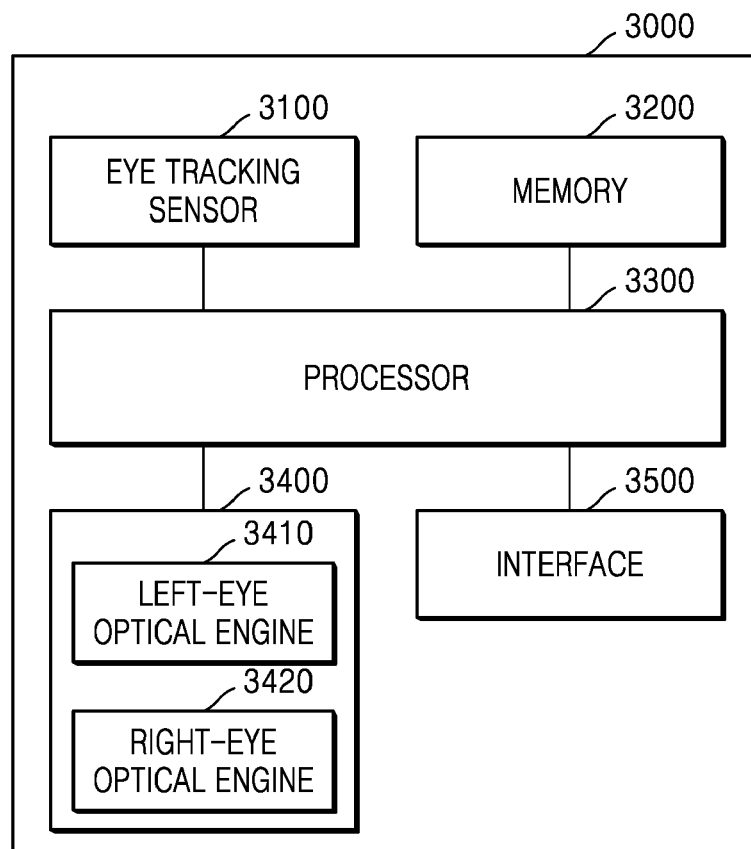 3000
3100
EYE TRACKING
SENSOR
3200
MEMORY
3300
PROCESSOR
3400
3410
LEFT-EYE
OPTICAL ENGINE
3420
RIGHT-EYE
OPTICAL ENGINE
3500
INTERFACE